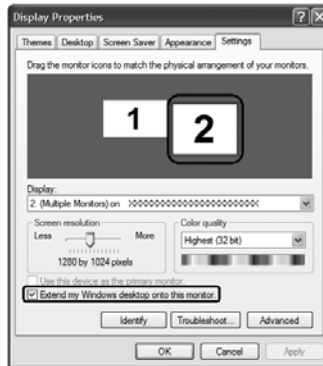 Display Properties
Themes Desktop Screen Saver Appearance Settings
Drag the monitor icons to match the physical arrangement of your monitors.
1 2
Display:
2. (Multiple Monitors) on XXXXXXXXXXXXXXXXXXXXXXXX
Screen resolution Color quality
Less More Highest (32 bit)
1280 by 1024 pixels
Use this device as the primary monitor.
Extend my Windows desktop onto this monitor.
Identify Troubleshoot... Advanced
OK Cancel Apply